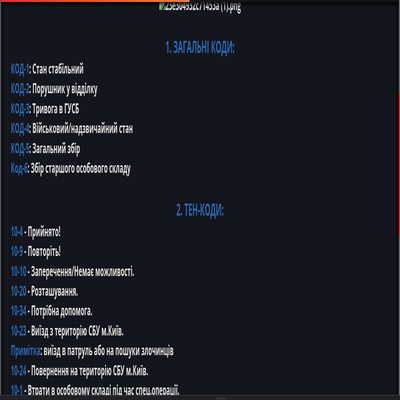 1. ЗАГАЛЬНІ КОДИ:
КОД-1: Стан стабільний
КОД-2: Порушник у відділку
КОД-3: Тривога в ГУСБ
КОД-4: Військовий/надзвичайний стан
КОД-5: Загальний збір
Код-6: Збір старшого особового складу
2. ТЕН-КОДИ:
10-4 - Прийнято!
10-9 - Повторіть!
10-10 - Заперечення/Немає можливості.
10-20 - Розташування.
10-34 - Потрібна допомога.
10-23 - Виїзд з територію СБУ м.Київ.
Примітка: виїзд в патруль або на пошуки злочинців
10-24 - Повернення на територію СБУ м.Київ.
10-1 - Втрати в особовому складі під час спец.операції.